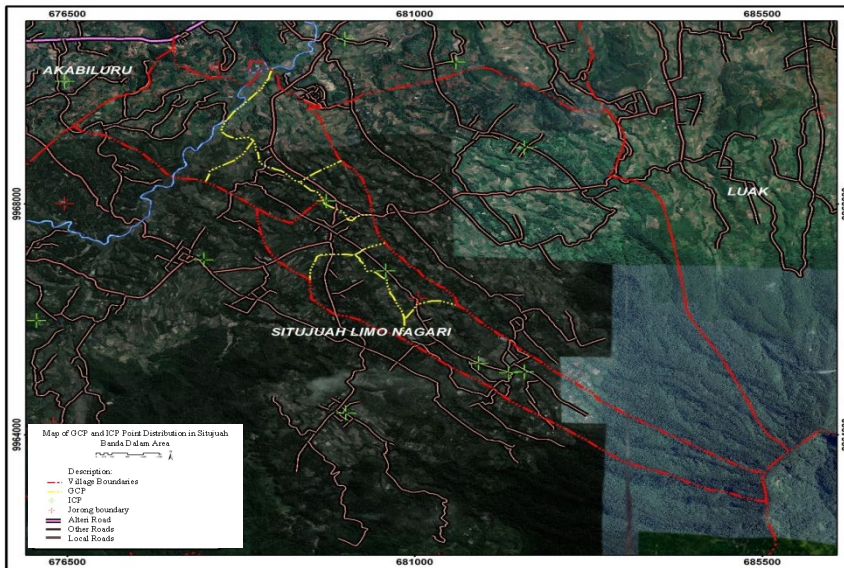 676500 681000 685500
AKABILURU
LUAK
9968000
SITUJUAH LIMO NAGARI
9964000
Map of GCP and ICP Point Distribution in Situjuah
Banda Dalam Area
N
Description:
Village Boundaries
GCP
ICP
Jorong boundary
Alteri Road
Other Roads
Local Roads
676500 681000 685500